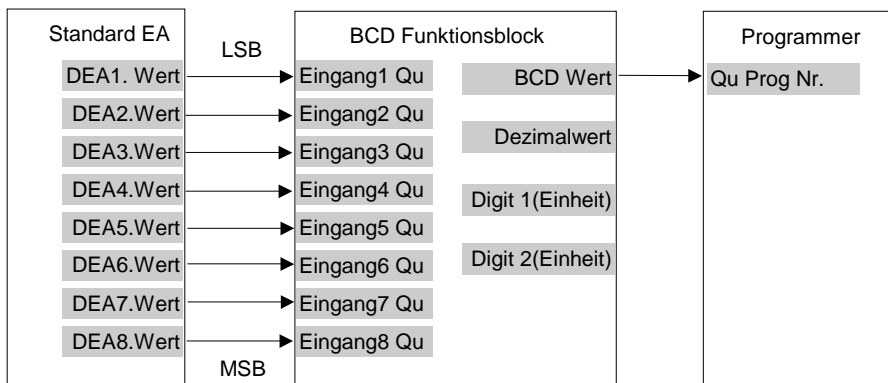 Standard EA
LSB
BCD Funktionsblock
Programmer
DEA1. Wert
Eingang1 Qu
BCD Wert
Qu Prog Nr.
DEA2.Wert
Eingang2 Qu
DEA3.Wert
Eingang3 Qu
Dezimalwert
DEA4.Wert
Eingang4 Qu
Digit 1(Einheit)
DEA5.Wert
Eingang5 Qu
DEA6.Wert
Eingang6 Qu
Digit 2(Einheit)
DEA7.Wert
Eingang7 Qu
DEA8.Wert
Eingang8 Qu
MSB